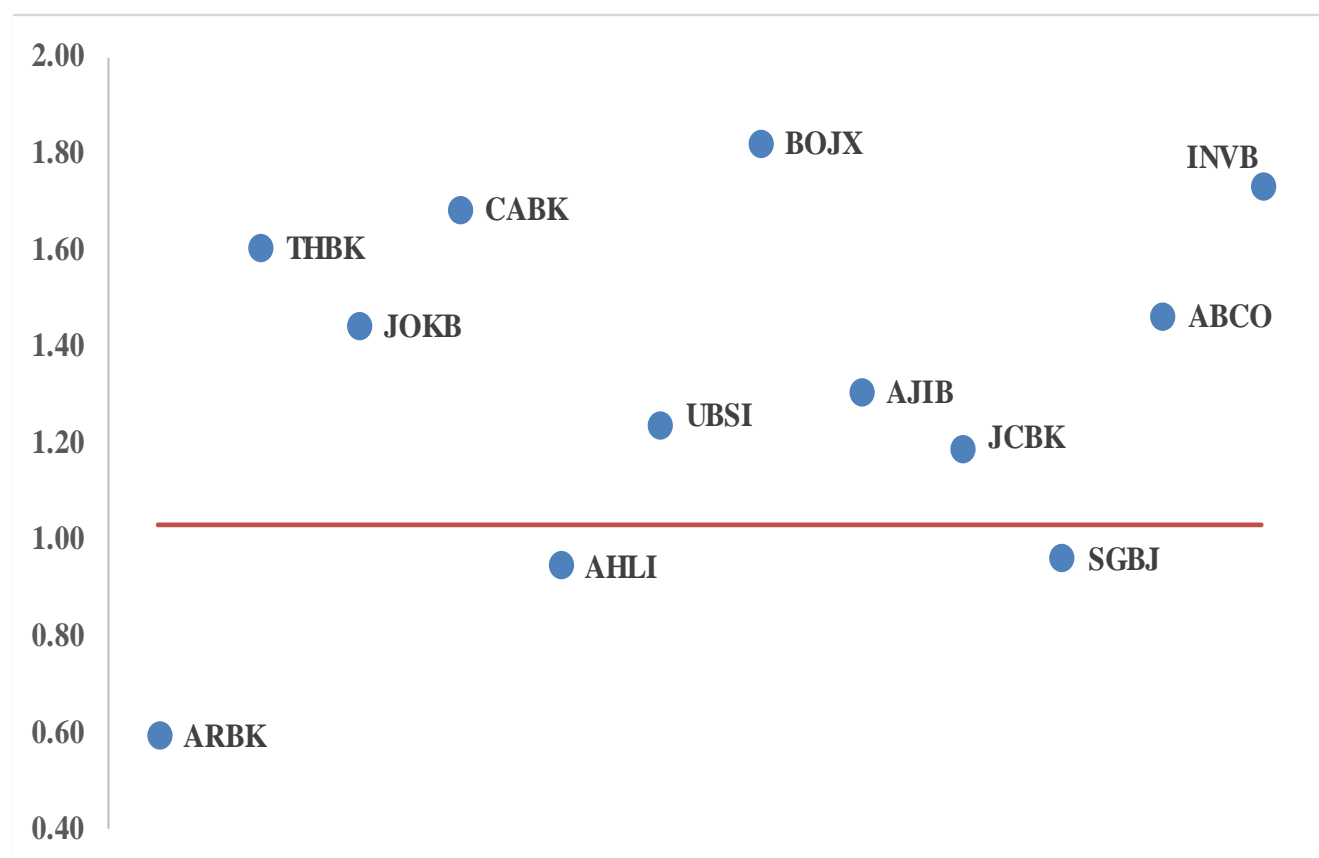 2.00
1.80
1.60
1.40
1.20
1.00
0.80
0.60
0.40
BOJX
INVB
CABK
THBK
ABCO
JOKB
AJIB
UBSI
JCBK
SGBJ
AHLI
ARBK